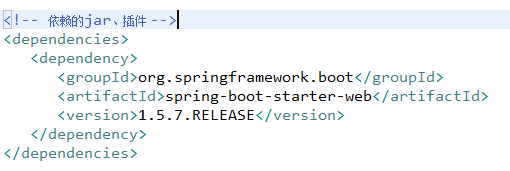 <!-- 依赖的jar、插件 -->
<dependencies>
<dependency>
<groupId>org.springframework.boot</groupId>
<artifactId>spring-boot-starter-web</artifactId>
<version>1.5.7.RELEASE</version>
</dependency>
</dependencies>